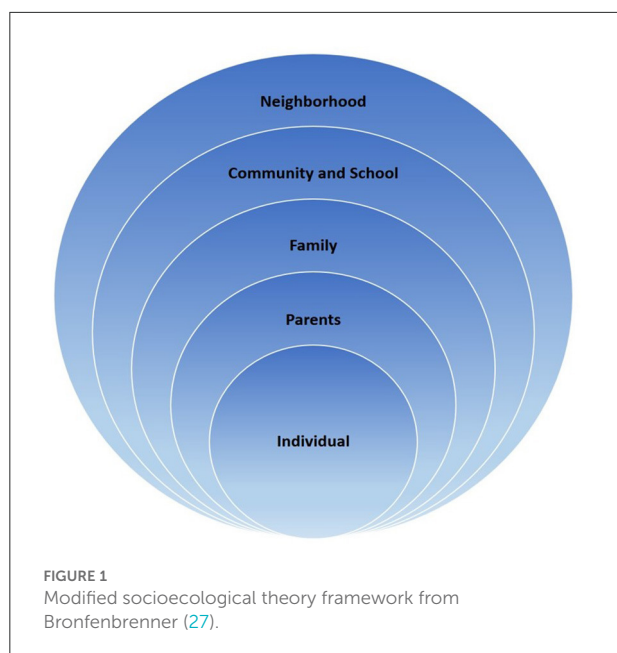 Neighborhood
Community and School
Family
Parents
Individual
FIGURE 1
Modified socioecological theory framework from
Bronfenbrenner (27).